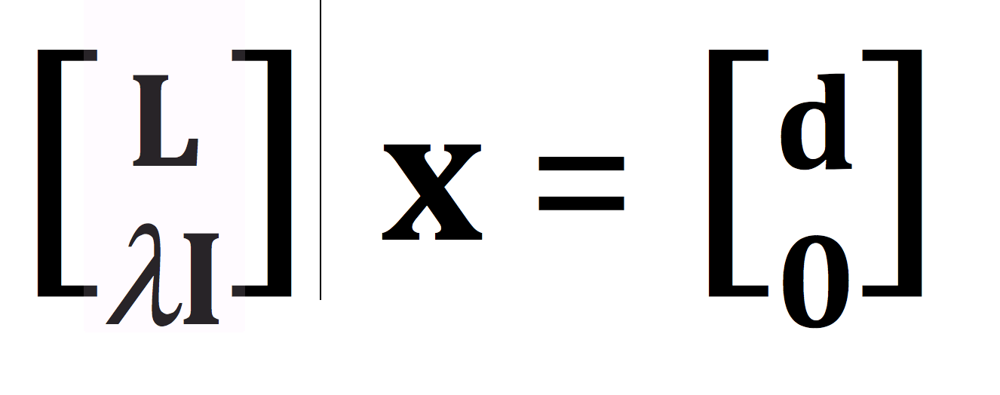 [ L ] | x = [ d ]
[ λI ] [ 0 ]